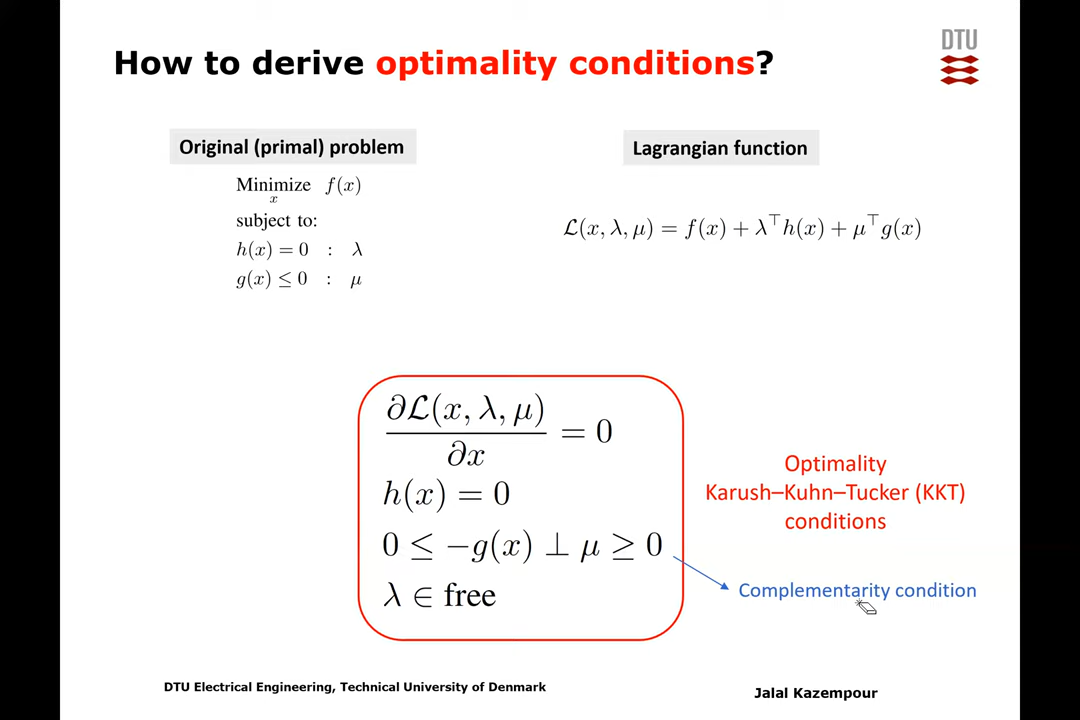 DTU
How to derive optimality conditions?
Original (primal) problem
Minimize f(x)
x
subject to:
h(x) = 0 : λ
g(x) ≤ 0 : μ
Lagrangian function
ℒ(x, λ, μ) = f(x) + λ⊤h(x) + μ⊤g(x)
∂ℒ(x, λ, μ)
∂x
= 0
h(x) = 0
0 ≤ −g(x) ⊥ μ ≥ 0
λ ∈ free
Optimality
Karush–Kuhn–Tucker (KKT)
conditions
Complementarity condition
DTU Electrical Engineering, Technical University of Denmark
Jalal Kazempour